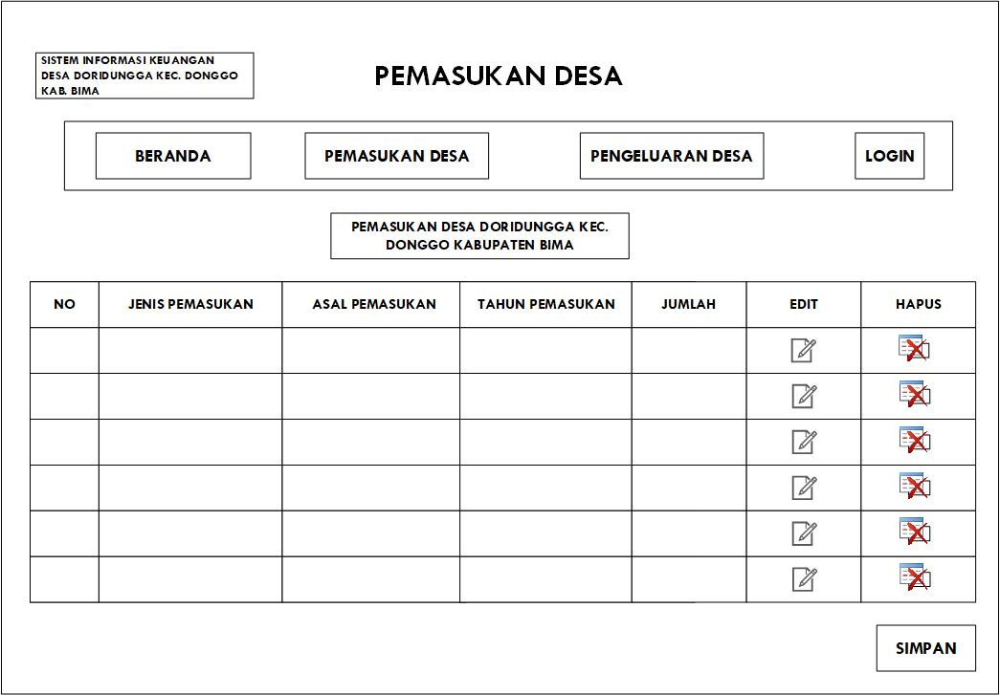 SISTEM INFORMASI KEUANGAN
DESA DORIDUNGGA KEC. DONGGO
KAB. BIMA
PEMASUKAN DESA
BERANDA
PEMASUKAN DESA
PENGELUARAN DESA
LOGIN
PEMASUKAN DESA DORIDUNGGA KEC.
DONGGO KABUPATEN BIMA
NO
JENIS PEMASUKAN
ASAL PEMASUKAN
TAHUN PEMASUKAN
JUMLAH
EDIT
HAPUS
SIMPAN